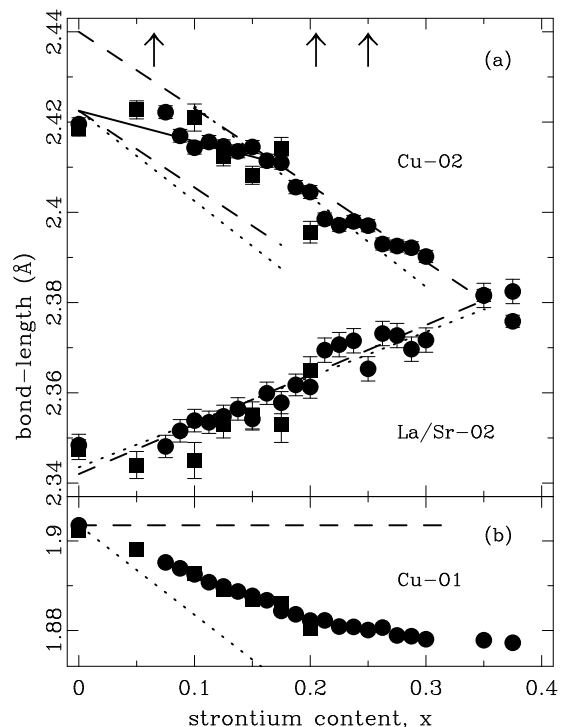 2.44
(a)
2.42
Cu-O2
2.4
2.38
2.36
La/Sr-O2
2.34
bond-length (Å)
(b)
1.9
Cu-O1
1.88
0 0.1 0.2 0.3 0.4
strontium content, x